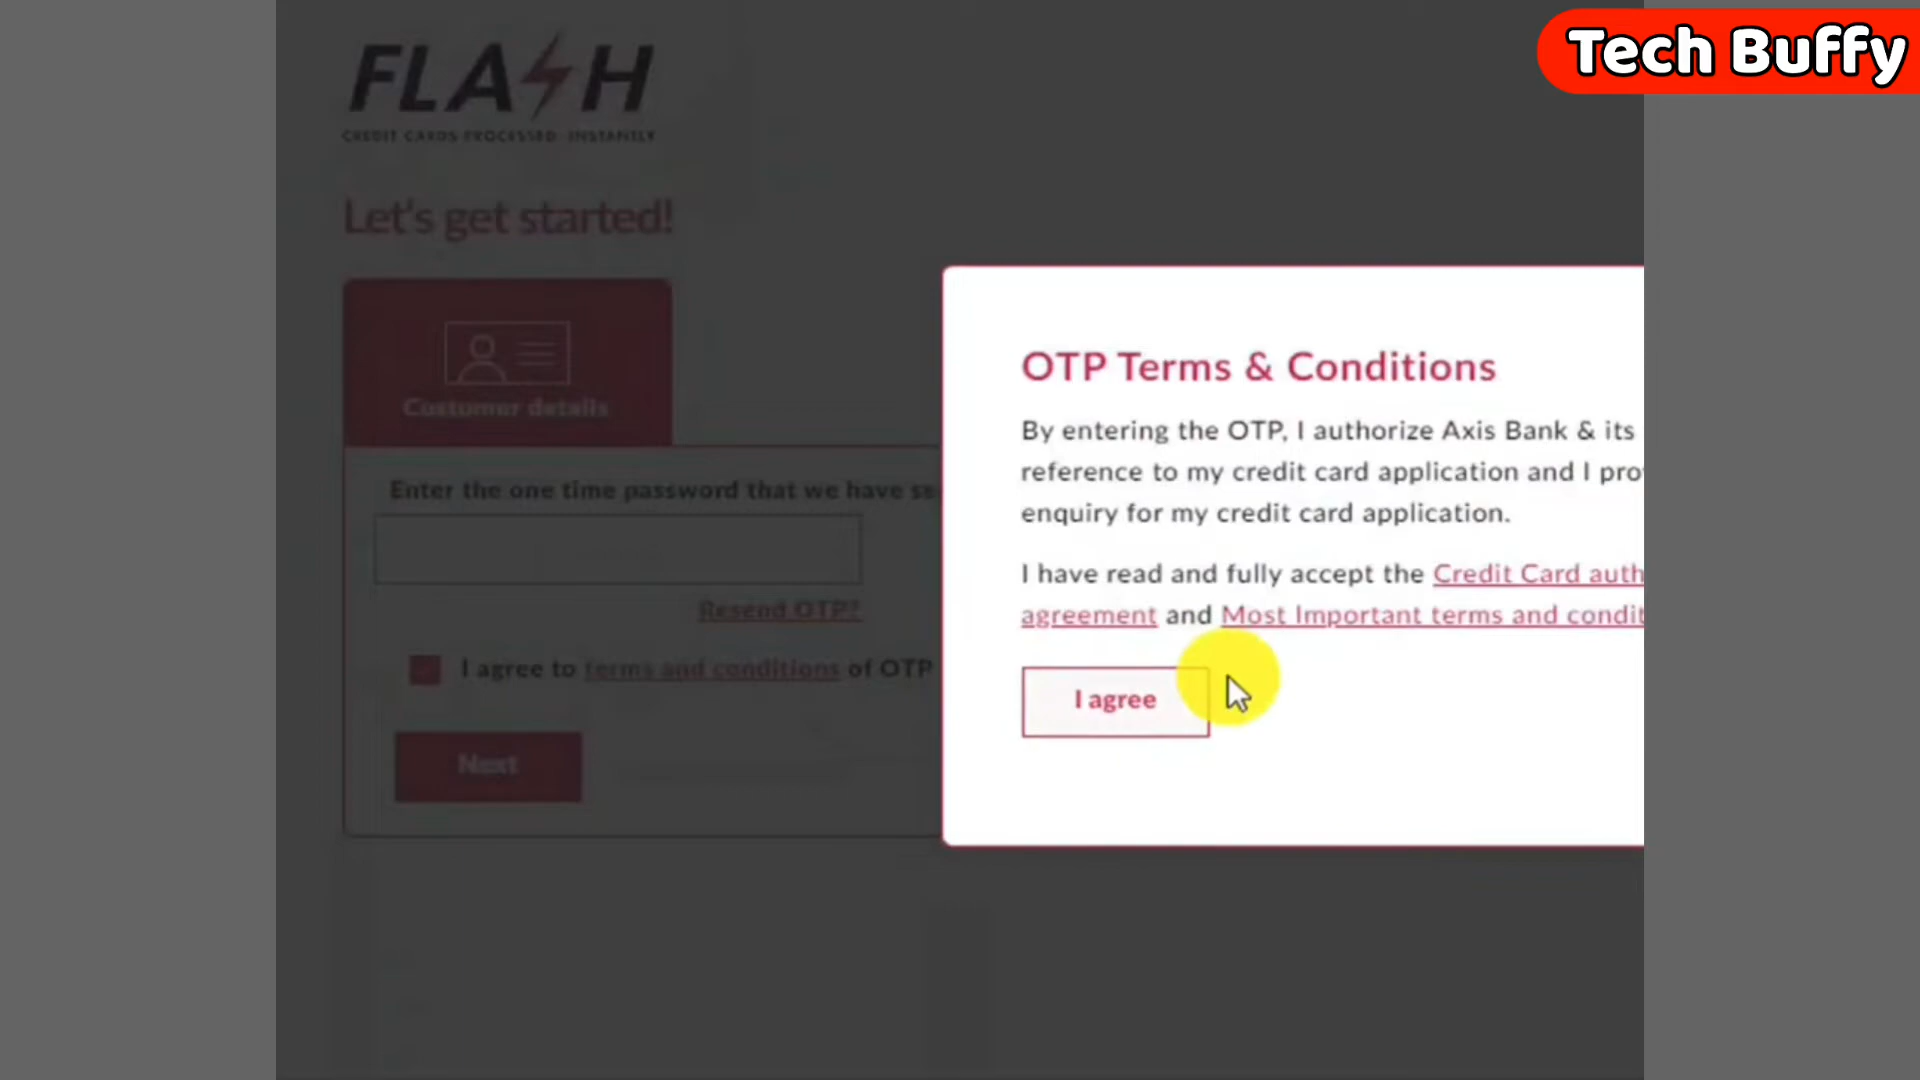 Tech Buffy
FLASH
CREDIT CARDS PROCESSED. INSTANTLY
Let's get started!
Customer details
Enter the one time password that we have se
Resend OTP?
I agree to terms and conditions of OTP
Next
OTP Terms & Conditions
By entering the OTP, I authorize Axis Bank & its
reference to my credit card application and I pro
enquiry for my credit card application.
I have read and fully accept the Credit Card auth
agreement and Most Important terms and condit
I agree